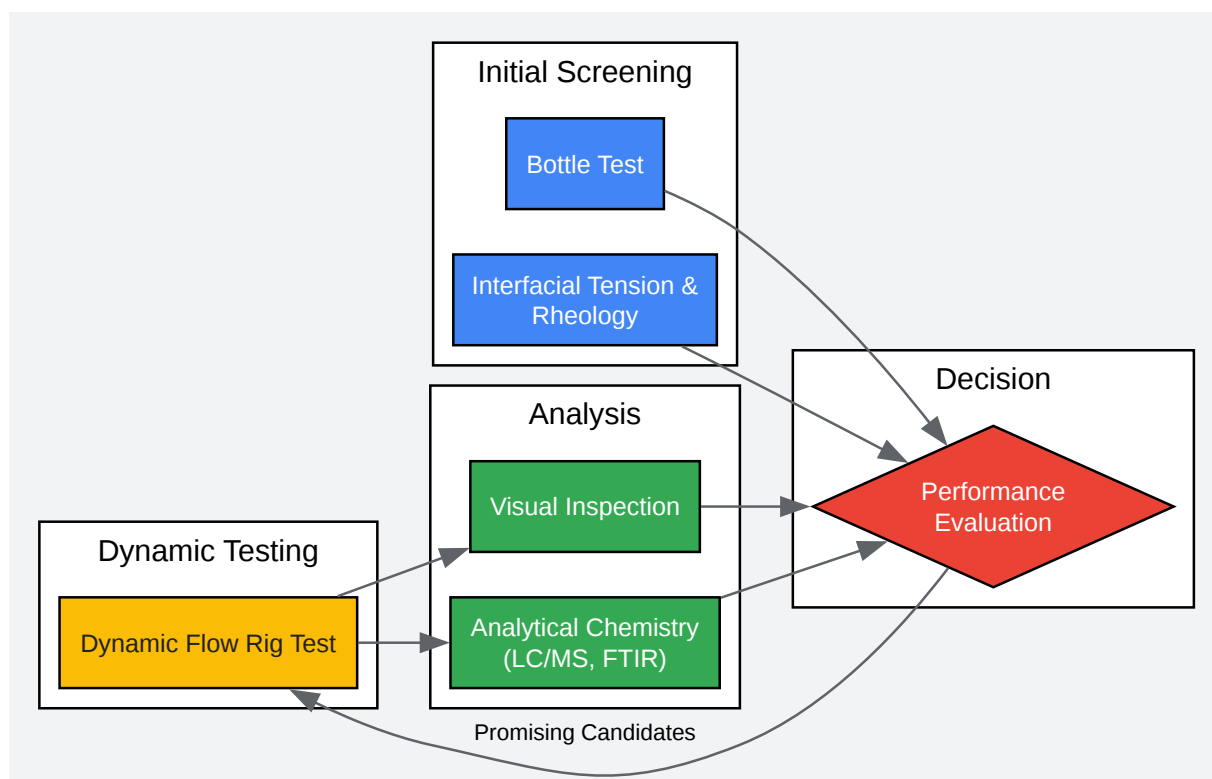 Initial Screening
Bottle Test
Interfacial Tension &
Rheology
Decision
Performance
Evaluation
Analysis
Visual Inspection
Analytical Chemistry
(LC/MS, FTIR)
Dynamic Testing
Dynamic Flow Rig Test
Promising Candidates